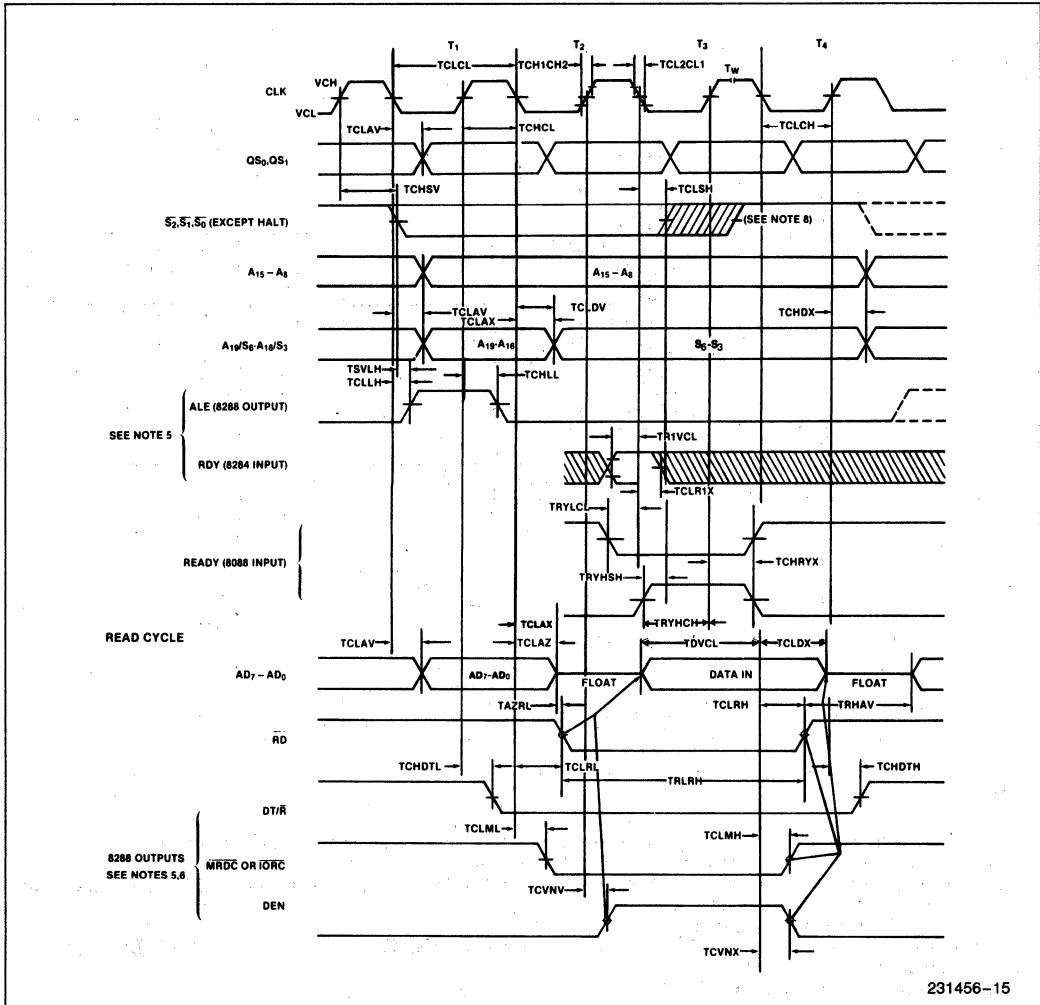 T₁ T₂ T₃ T₄
TCLCL TCH1CH2 TCL2CL1 TW
VCH
CLK
VCL
TCLAV TCHCL TCLCH
QS₀,QS₁
TCHSV TCLSH
S̅₂,S̅₁,S̅₀ (EXCEPT HALT) (SEE NOTE 8)
A₁₅ – A₈ A₁₅ – A₈
TCLAV TCLDV TCHDX
TCLAX
A₁₉/S₆-A₁₆/S₃ A₁₉-A₁₆ S₆-S₃
TSVLH TCHLL
TCLLH
ALE (8288 OUTPUT)
SEE NOTE 5
TR1VCL
RDY (8284 INPUT)
TCLR1X
TRYLCL
READY (8088 INPUT)
TCHRYX
TRYHSH
TRYHCH
READ CYCLE
TCLAX
TCLAV TCLAZ TDVCL TCLDX
AD₇ – AD₀ AD₇-AD₀ FLOAT DATA IN FLOAT
TAZRL TCLRH TRHAV
R̅D̅
TCHDTL TCLRL TRLRH TCHDTH
DT/R̅
TCLML TCLMH
8288 OUTPUTS
SEE NOTES 5,6
M̅R̅D̅C̅ OR I̅O̅R̅C̅
TCVNV
DEN
TCVNX
231456–15